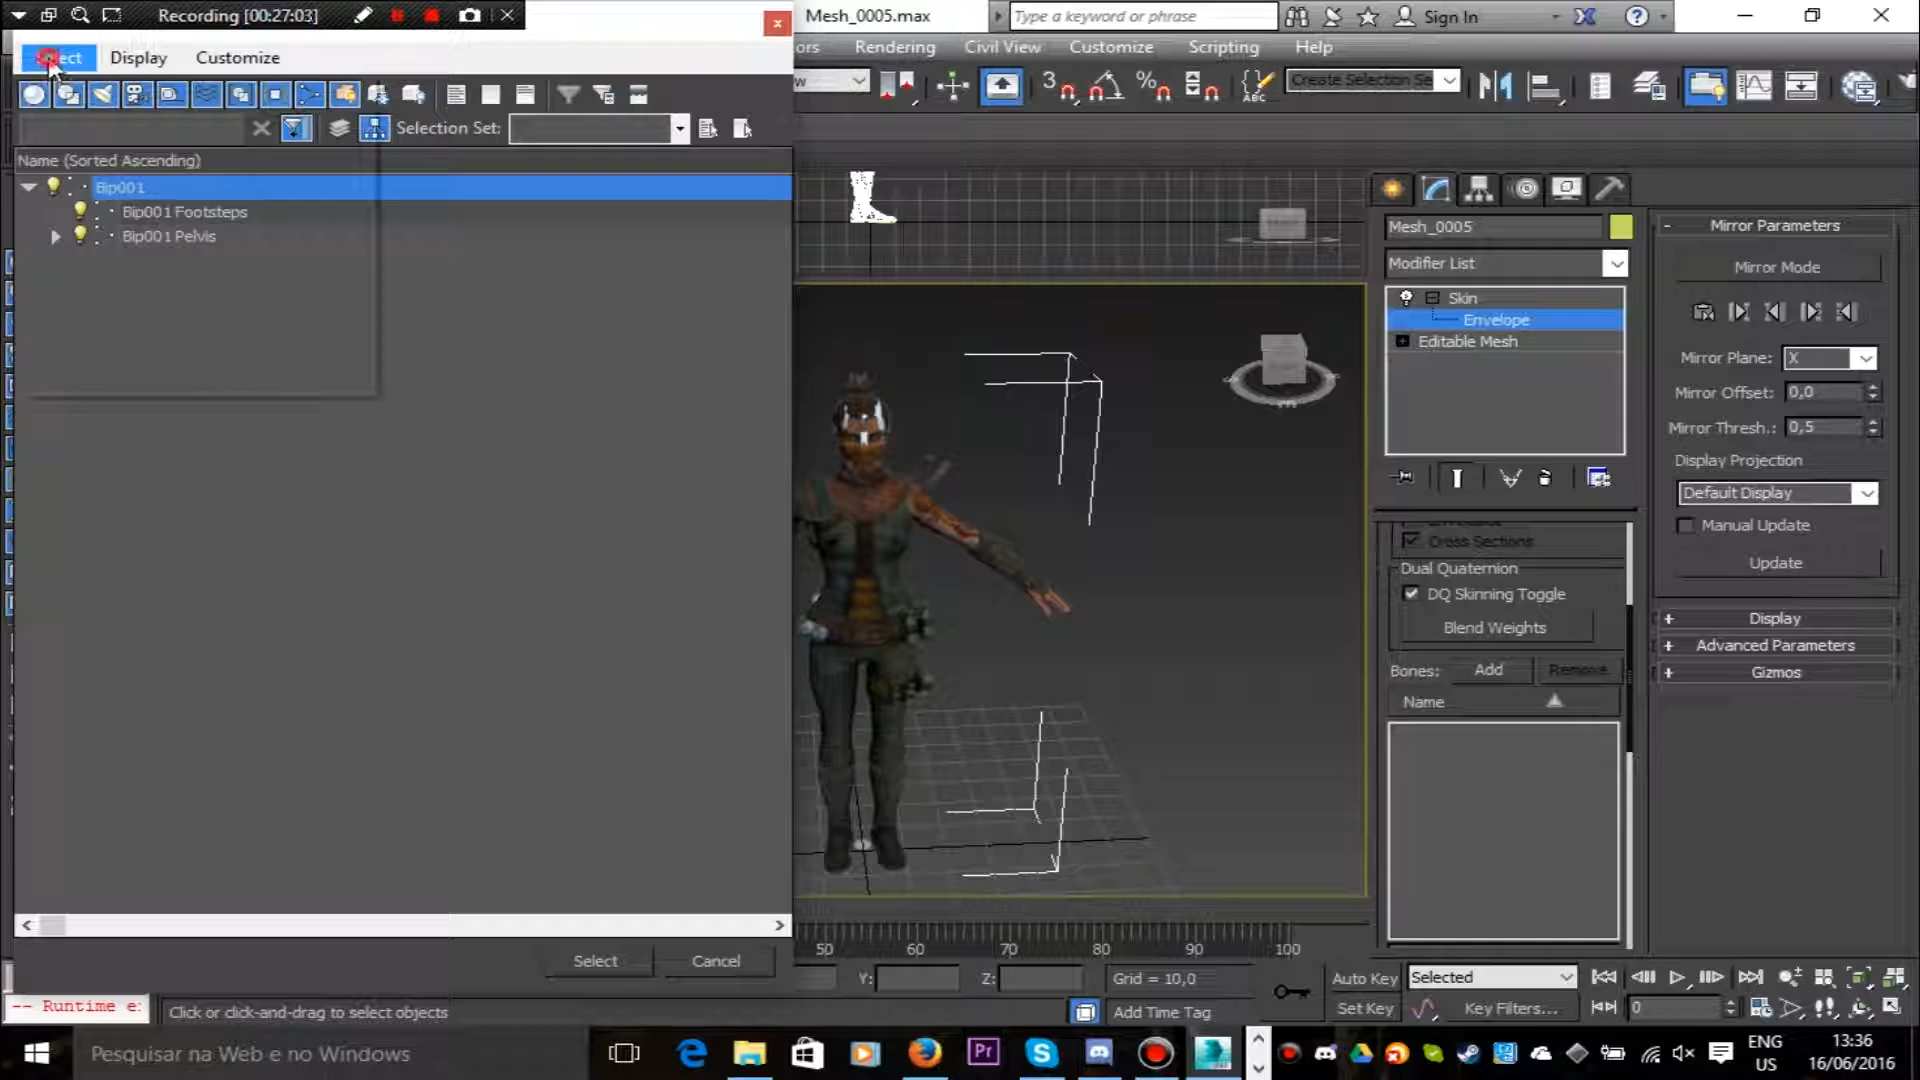 Recording [00:27:03]
Mesh_0005.max
Type a keyword or phrase
Sign In
Display
Customize
Rendering
Civil View
Customize
Scripting
Help
3
%
ABC
Create Selection Se
Selection Set:
Name (Sorted Ascending)
Bip001
Bip001 Footsteps
Bip001 Pelvis
Mesh_0005
Modifier List
Skin
Envelope
Editable Mesh
Mirror Parameters
Mirror Mode
Mirror Plane: X
Mirror Offset: 0,0
Mirror Thresh.: 0,5
Display Projection
Default Display
Manual Update
Update
Display
Advanced Parameters
Gizmos
Cross Sections
Dual Quaternion
DQ Skinning Toggle
Blend Weights
Bones: Add Remove
Name
Select
Cancel
50 60 70 80 90 100
Y: Z: Grid = 10,0
Auto Key Selected
-- Runtime e:
Click or click-and-drag to select objects
Add Time Tag
Set Key
Key Filters...
0
Pesquisar na Web e no Windows
Pr
ENG
US
13:36
16/06/2016